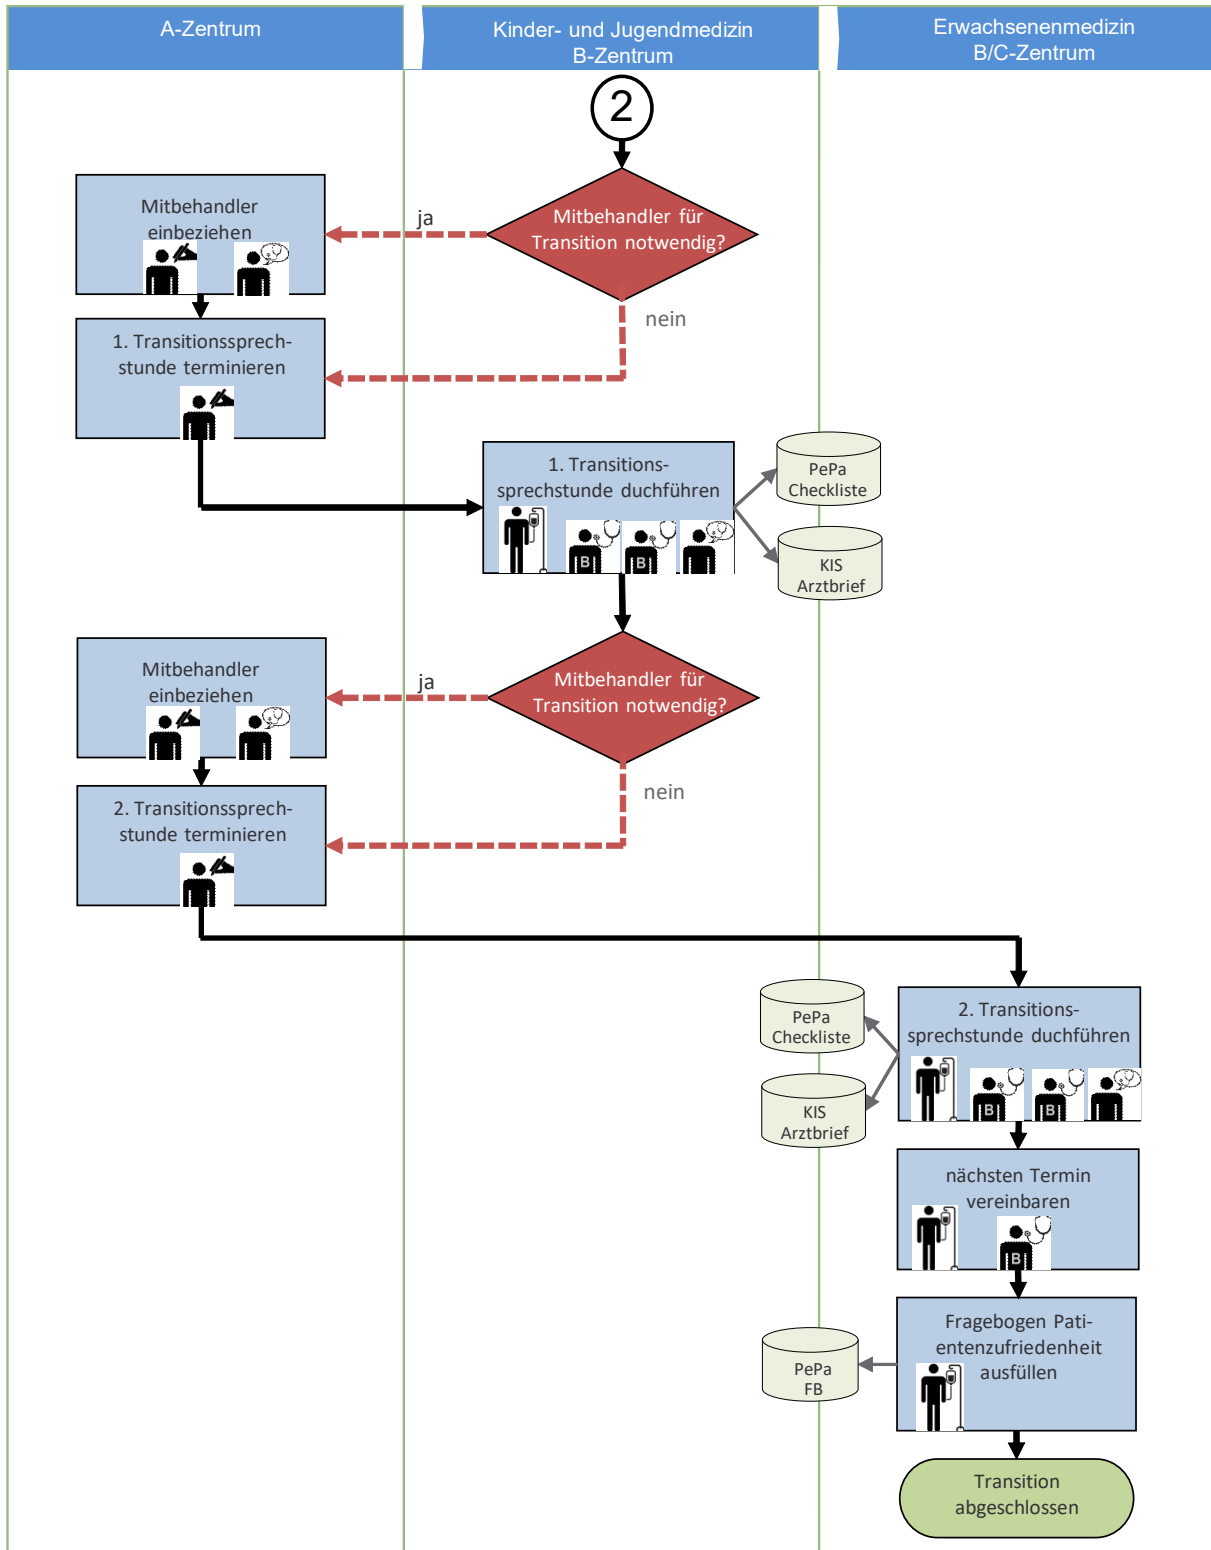 A-Zentrum
Kinder- und Jugendmedizin
B-Zentrum
Erwachsenenmedizin
B/C-Zentrum
2
Mitbehandler für
Transition notwendig?
ja
Mitbehandler
einbeziehen
nein
1. Transitionssprech-
stunde terminieren
1. Transitions-
sprechstunde duchführen
B
B
PePa
Checkliste
KIS
Arztbrief
Mitbehandler für
Transition notwendig?
ja
Mitbehandler
einbeziehen
nein
2. Transitionssprech-
stunde terminieren
2. Transitions-
sprechstunde duchführen
B
B
PePa
Checkliste
KIS
Arztbrief
nächsten Termin
vereinbaren
B
Fragebogen Pati-
entenzufriedenheit
ausfüllen
PePa
FB
Transition
abgeschlossen